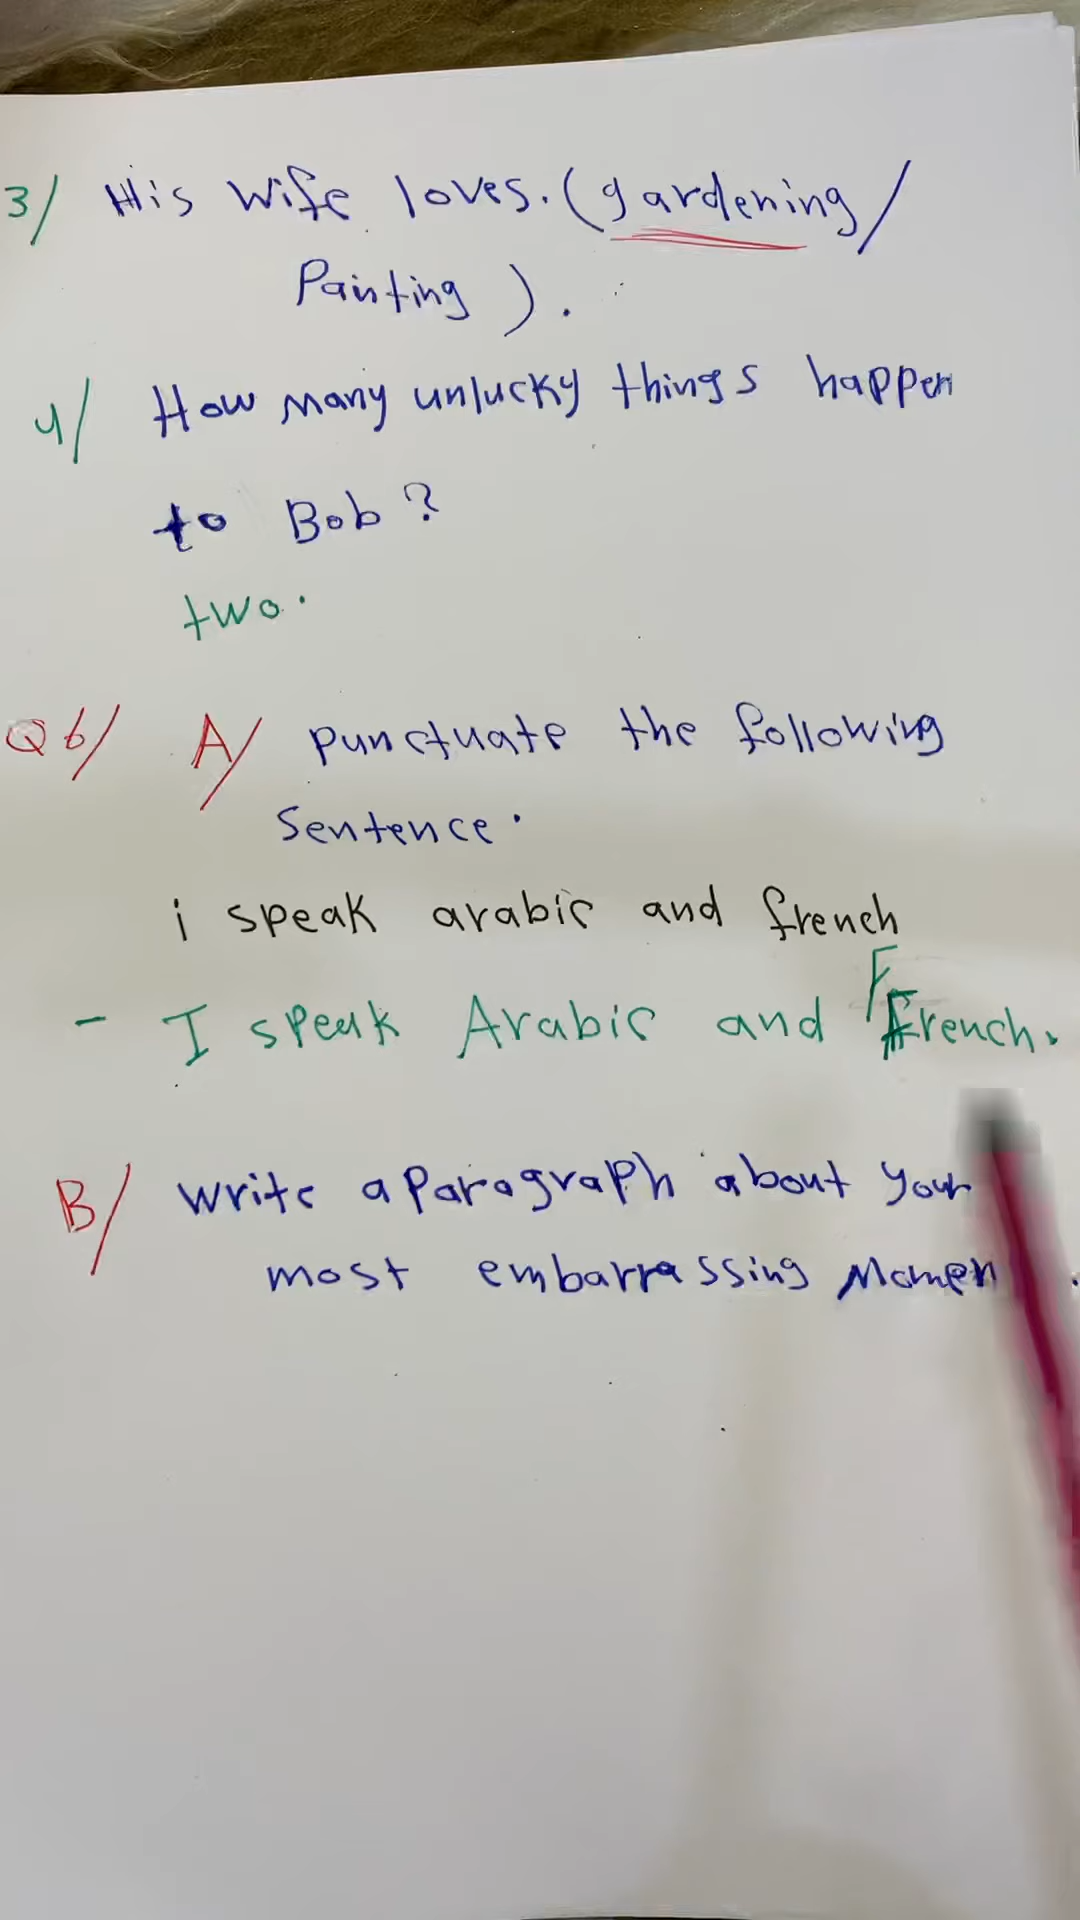 3/ His wife loves. (gardening/
Painting).
4/ How many unlucky things happen
to Bob?
two.
Q6/ A/ punctuate the following
sentence.
i speak arabic and french
- I speak Arabic and French.
B/ write a paragraph about your
most embarrassing Momen